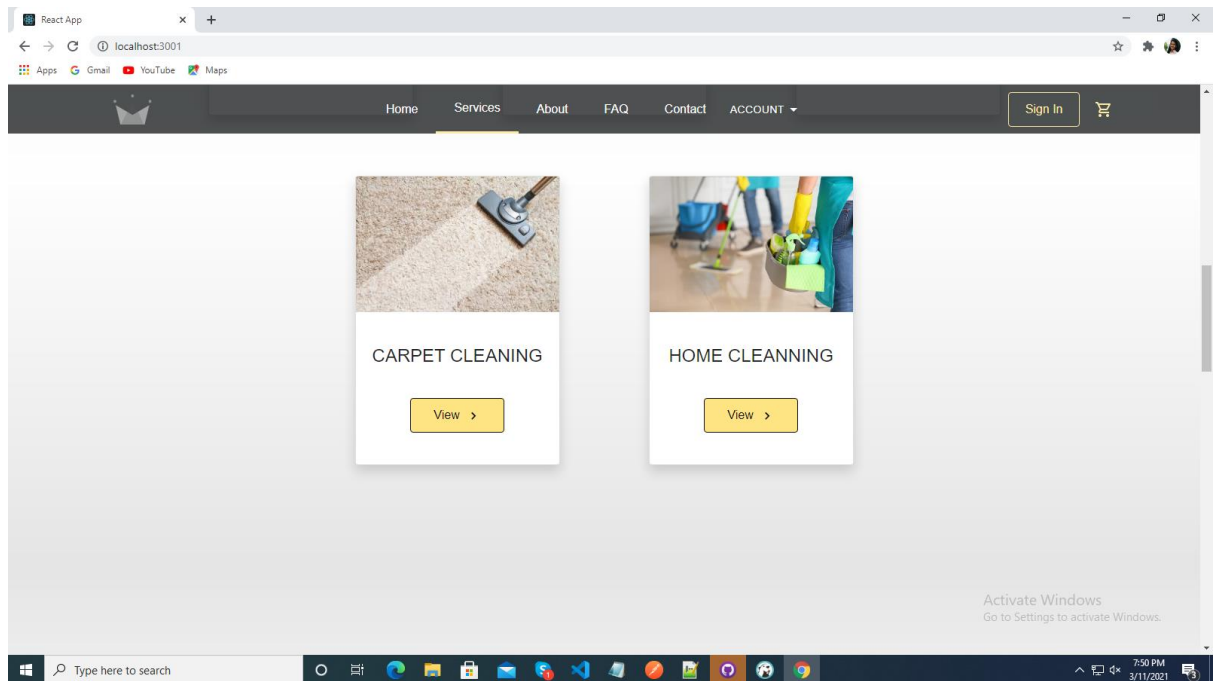 React App
localhost:3001
Apps Gmail YouTube Maps
Home Services About FAQ Contact ACCOUNT Sign In
CARPET CLEANING HOME CLEANNING
View View
Activate Windows
Go to Settings to activate Windows.
Type here to search
7:50 PM
3/11/2021